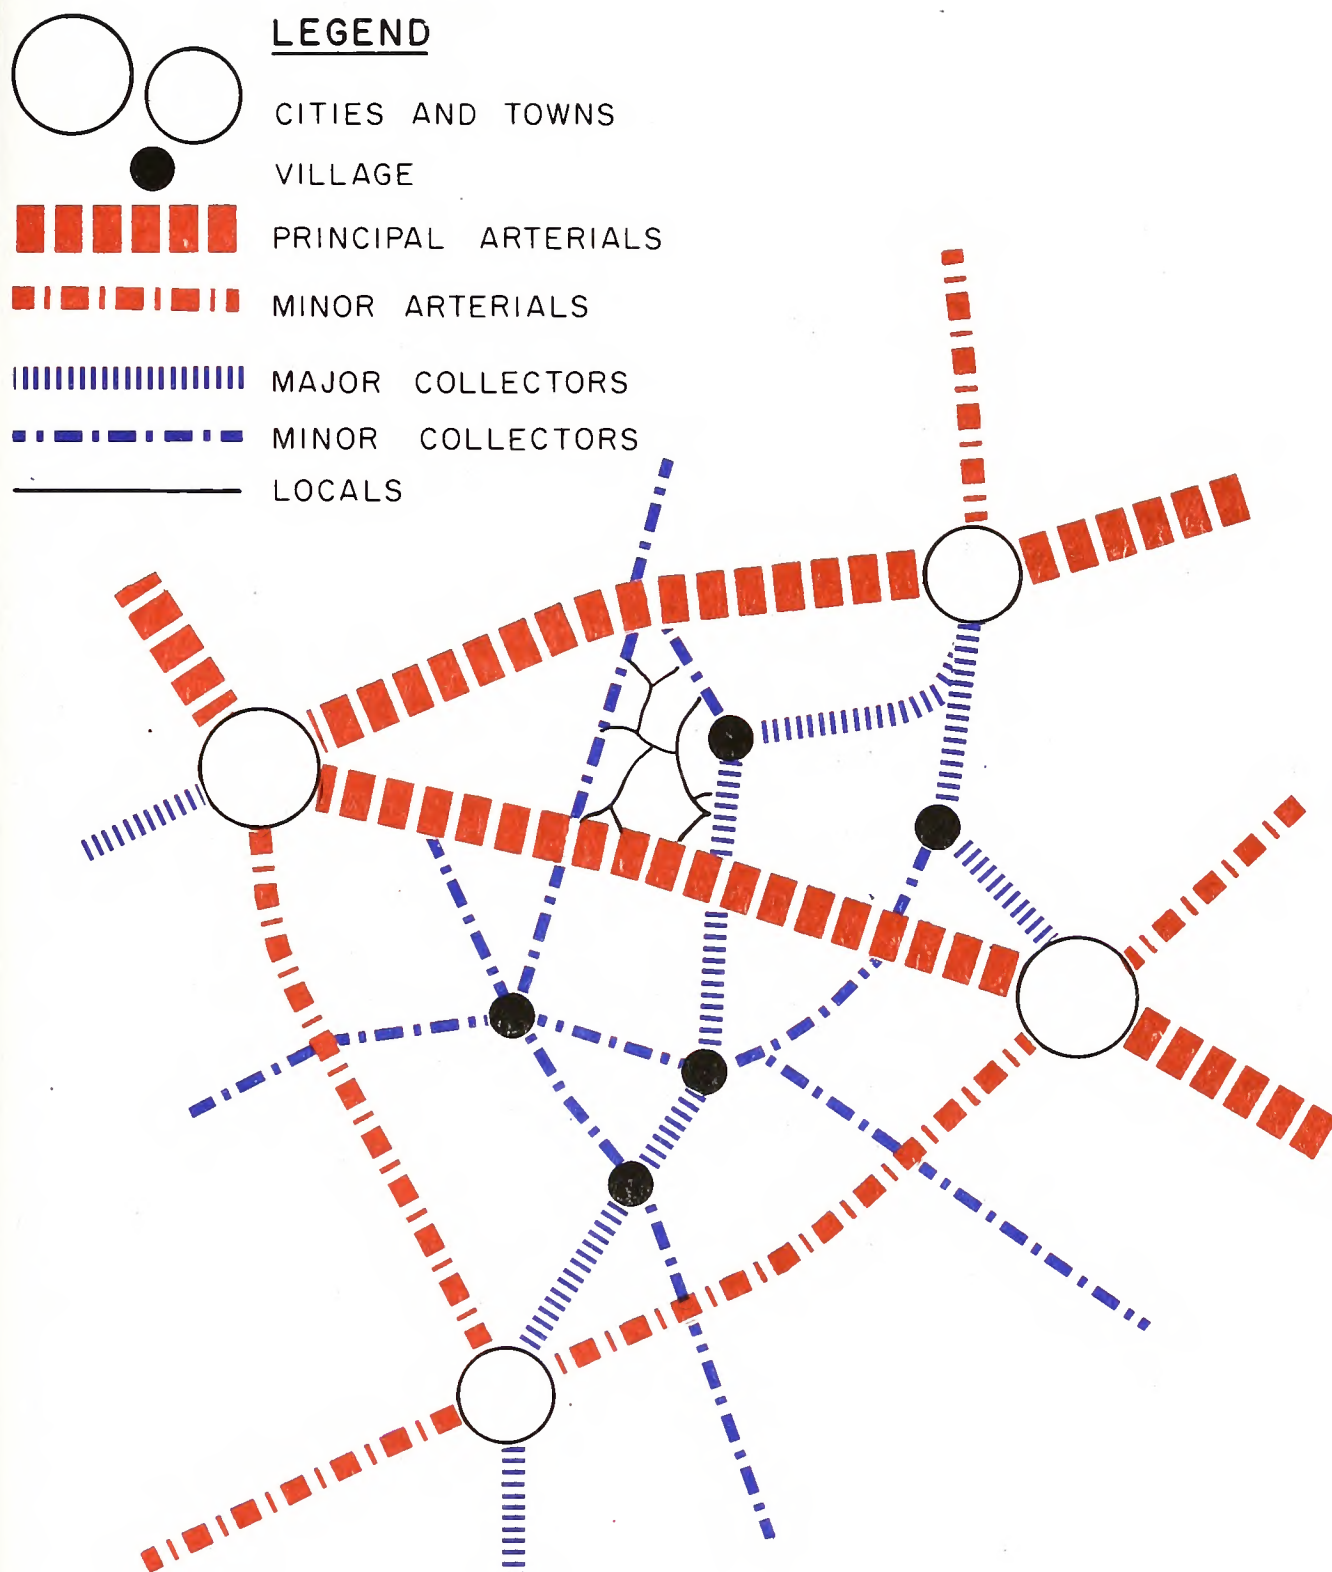 LEGEND
CITIES AND TOWNS
VILLAGE
PRINCIPAL ARTERIALS
MINOR ARTERIALS
MAJOR COLLECTORS
MINOR COLLECTORS
LOCALS